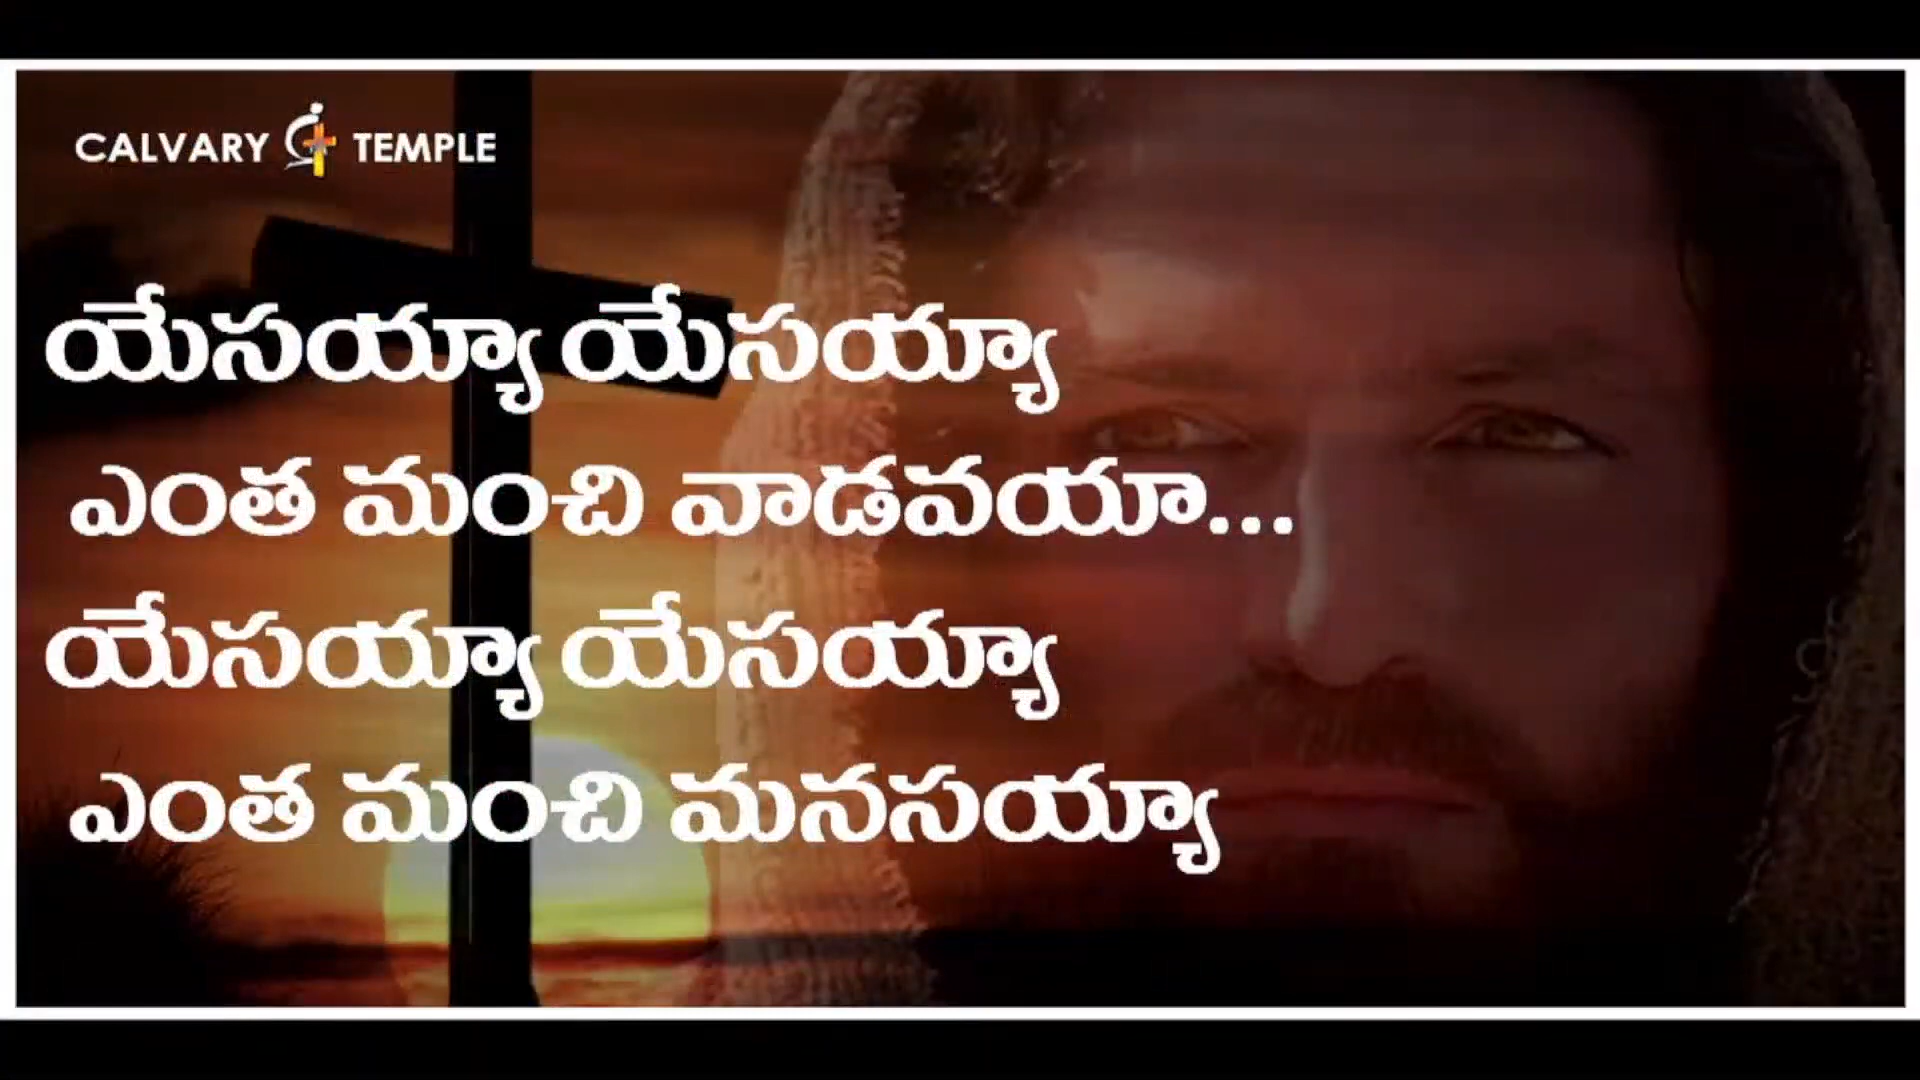 CALVARY TEMPLE
యేసయ్యా యేసయ్యా
ఎంత మంచి వాడవయా...
యేసయ్యా యేసయ్యా
ఎంత మంచి మనసయ్యా